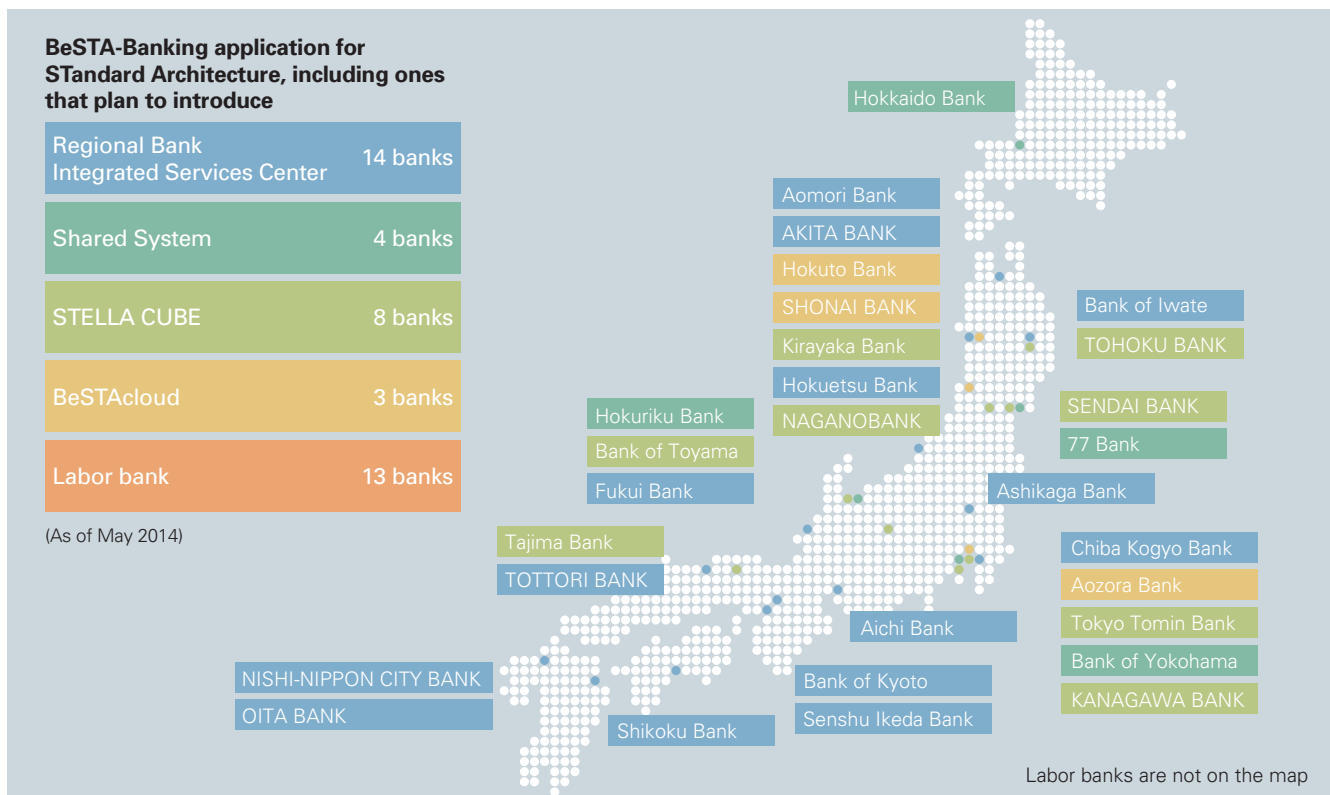 BeSTA-Banking application for
STandard Architecture, including ones
that plan to introduce
Regional Bank
Integrated Services Center 14 banks
Shared System 4 banks
STELLA CUBE 8 banks
BeSTAcloud 3 banks
Labor bank 13 banks
(As of May 2014)
Hokkaido Bank
Aomori Bank
AKITA BANK
Hokuto Bank
SHONAI BANK
Kirayaka Bank
Hokuetsu Bank
NAGANOBANK
Bank of Iwate
TOHOKU BANK
Hokuriku Bank
Bank of Toyama
Fukui Bank
SENDAI BANK
77 Bank
Ashikaga Bank
Tajima Bank
TOTTORI BANK
Chiba Kogyo Bank
Aozora Bank
Tokyo Tomin Bank
Bank of Yokohama
KANAGAWA BANK
Aichi Bank
NISHI-NIPPON CITY BANK
OITA BANK
Bank of Kyoto
Senshu Ikeda Bank
Shikoku Bank
Labor banks are not on the map